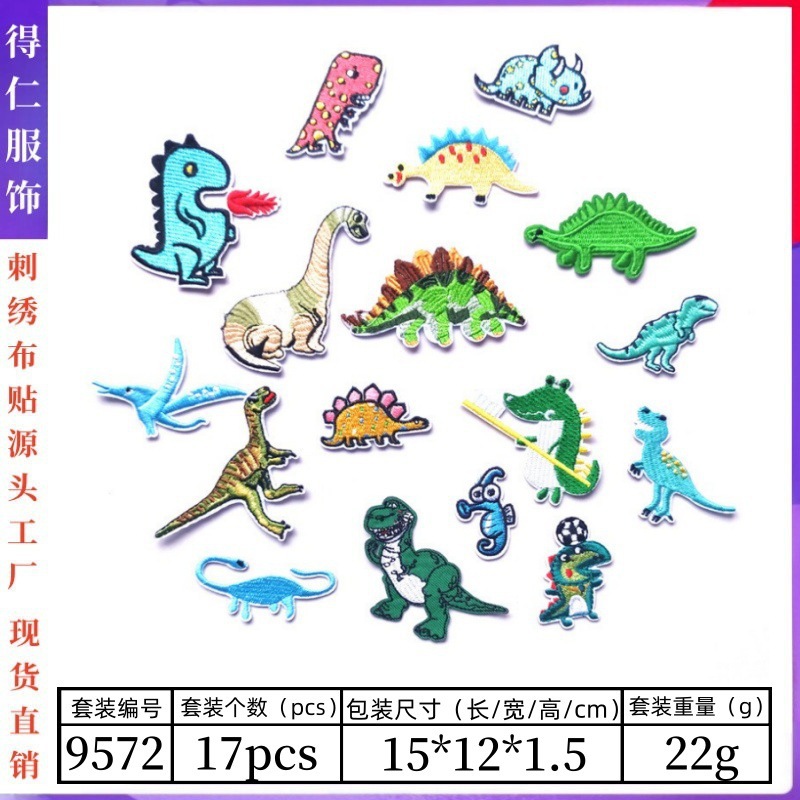 得仁服饰
刺绣布贴源头工厂 现货直销
套装编号 套装个数（pcs） 包装尺寸（长/宽/高/cm） 套装重量（g）
9572 17pcs 15*12*1.5 22g